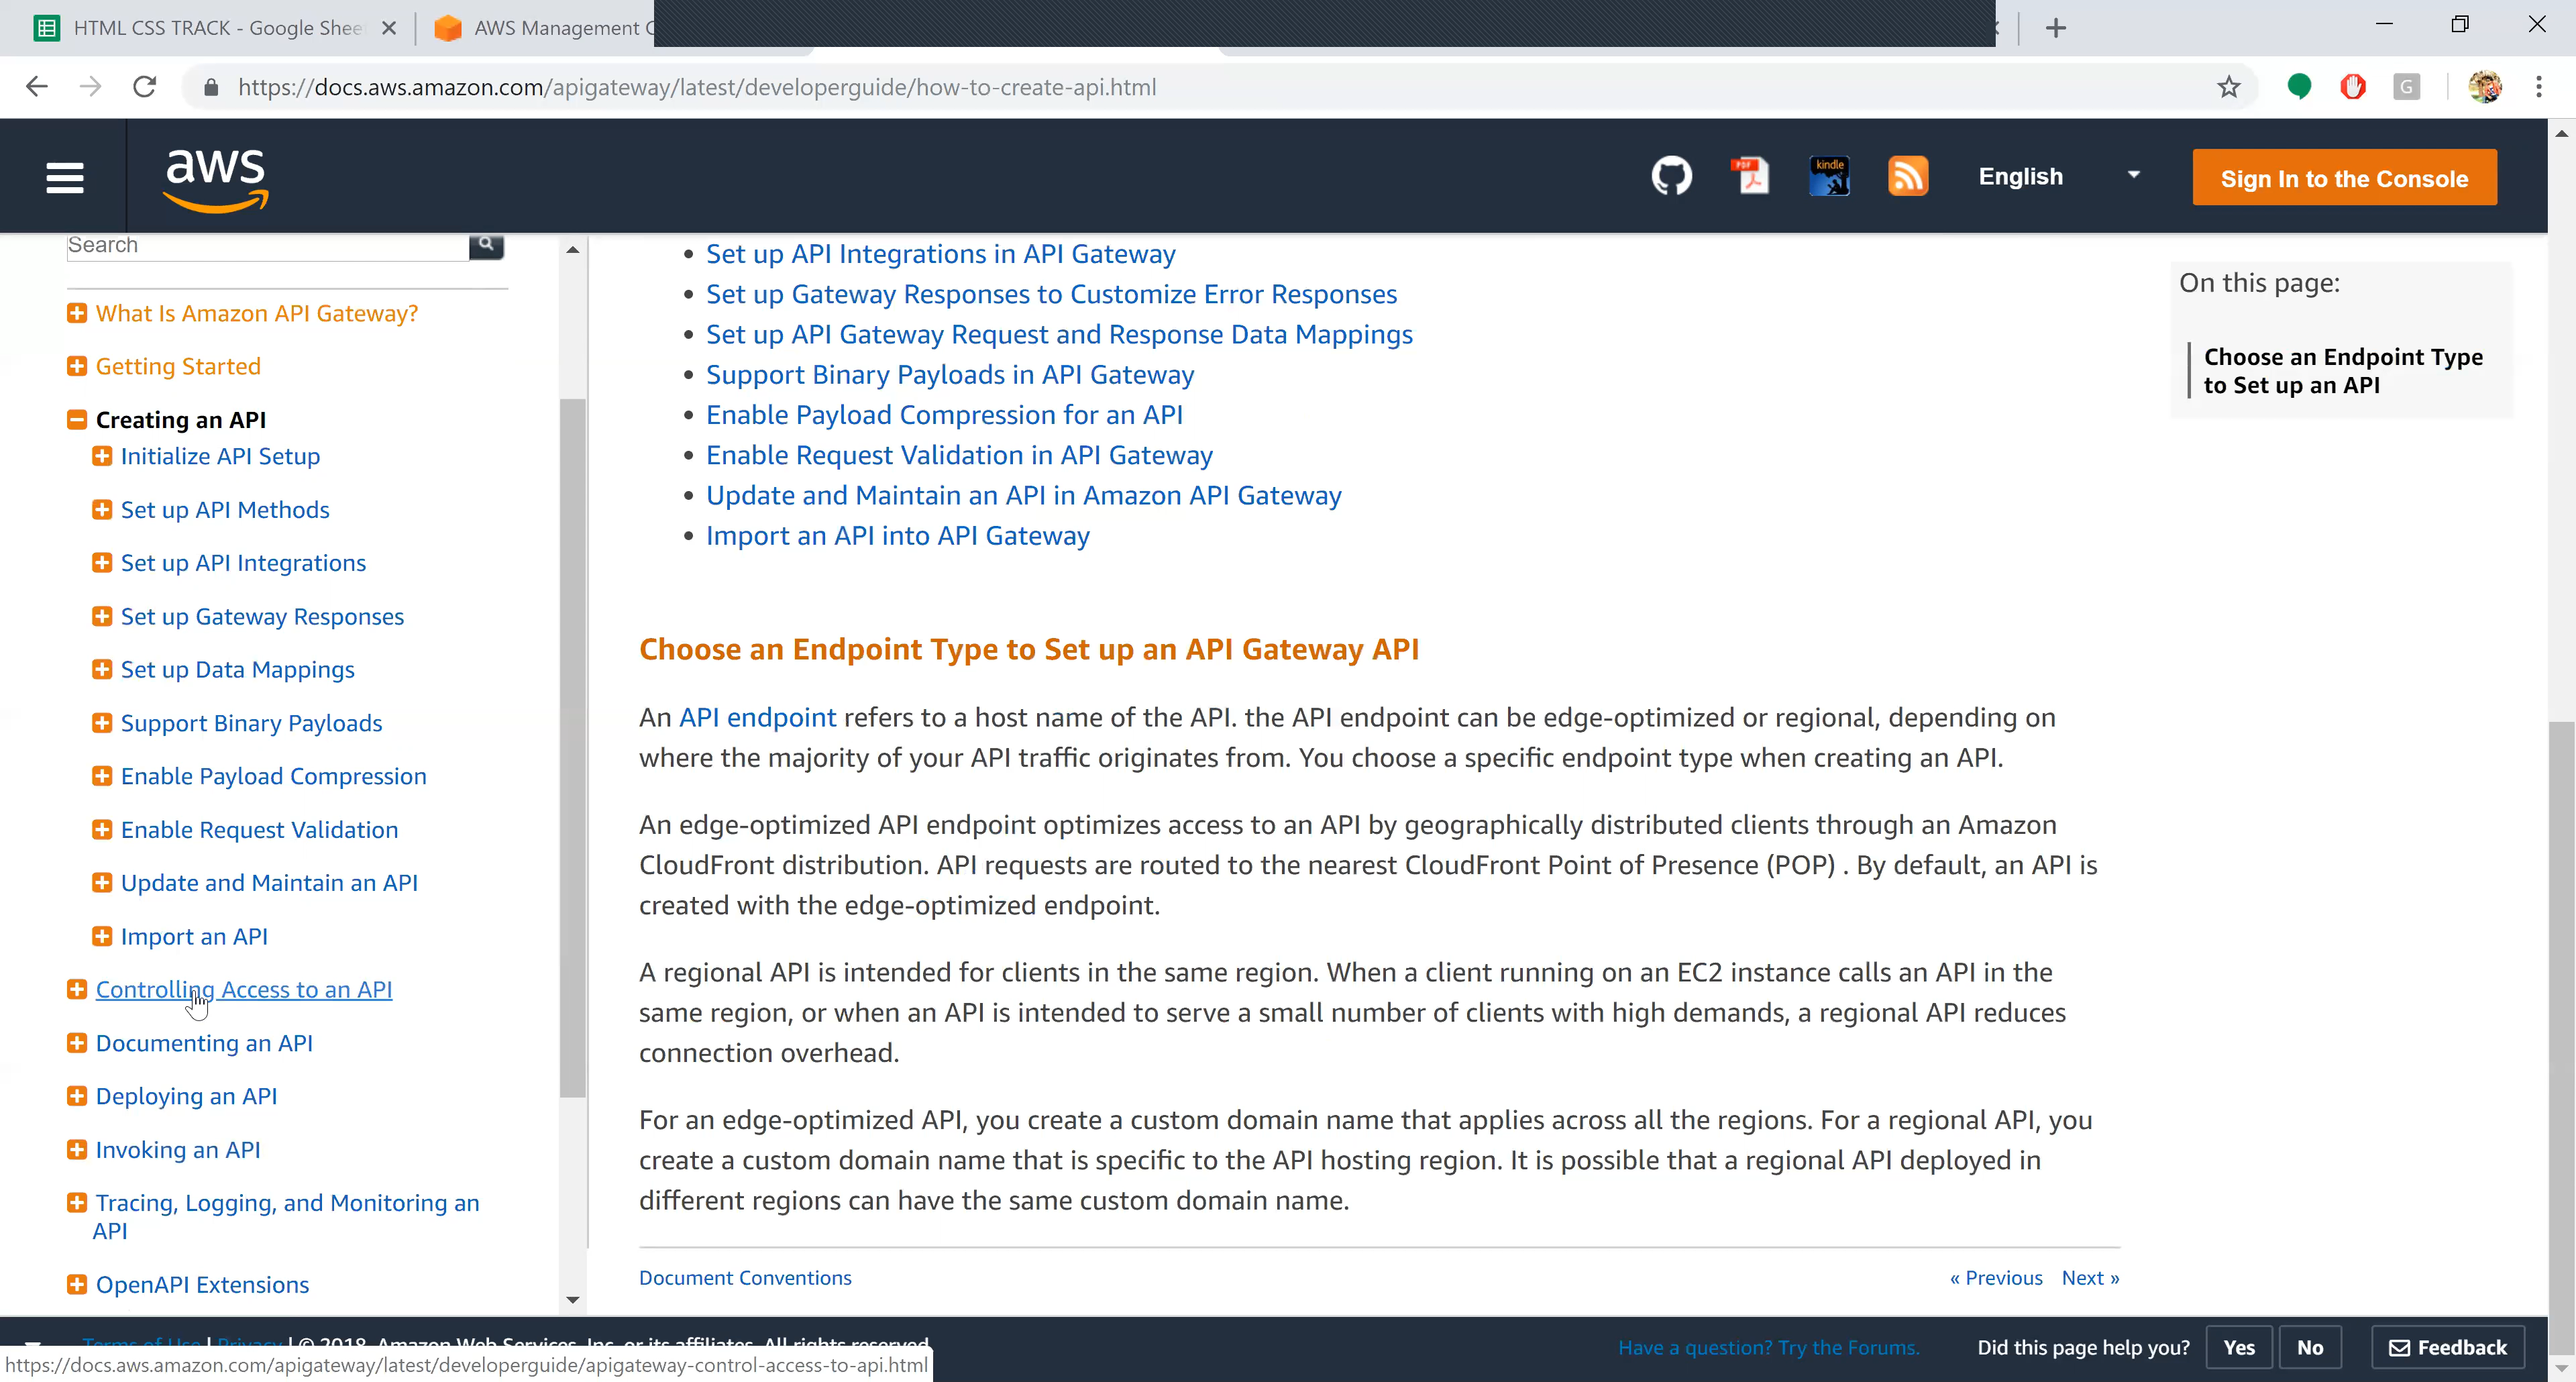 HTML CSS TRACK - Google Shee
AWS Management C
https://docs.aws.amazon.com/apigateway/latest/developerguide/how-to-create-api.html
G
aws
PDF
kindle
English
Sign In to the Console
Search
What Is Amazon API Gateway?
Getting Started
Creating an API
Initialize API Setup
Set up API Methods
Set up API Integrations
Set up Gateway Responses
Set up Data Mappings
Support Binary Payloads
Enable Payload Compression
Enable Request Validation
Update and Maintain an API
Import an API
Controlling Access to an API
Documenting an API
Deploying an API
Invoking an API
Tracing, Logging, and Monitoring an
API
OpenAPI Extensions
• Set up API Integrations in API Gateway
• Set up Gateway Responses to Customize Error Responses
• Set up API Gateway Request and Response Data Mappings
• Support Binary Payloads in API Gateway
• Enable Payload Compression for an API
• Enable Request Validation in API Gateway
• Update and Maintain an API in Amazon API Gateway
• Import an API into API Gateway
Choose an Endpoint Type to Set up an API Gateway API
An API endpoint refers to a host name of the API. the API endpoint can be edge-optimized or regional, depending on
where the majority of your API traffic originates from. You choose a specific endpoint type when creating an API.
An edge-optimized API endpoint optimizes access to an API by geographically distributed clients through an Amazon
CloudFront distribution. API requests are routed to the nearest CloudFront Point of Presence (POP) . By default, an API is
created with the edge-optimized endpoint.
A regional API is intended for clients in the same region. When a client running on an EC2 instance calls an API in the
same region, or when an API is intended to serve a small number of clients with high demands, a regional API reduces
connection overhead.
For an edge-optimized API, you create a custom domain name that applies across all the regions. For a regional API, you
create a custom domain name that is specific to the API hosting region. It is possible that a regional API deployed in
different regions can have the same custom domain name.
Document Conventions
« Previous Next »
On this page:
Choose an Endpoint Type
to Set up an API
Terms of Use | Privacy | © 2018, Amazon Web Services, Inc. or its affiliates. All rights reserved.
Have a question? Try the Forums.
Did this page help you?
Yes
No
Feedback
https://docs.aws.amazon.com/apigateway/latest/developerguide/apigateway-control-access-to-api.html